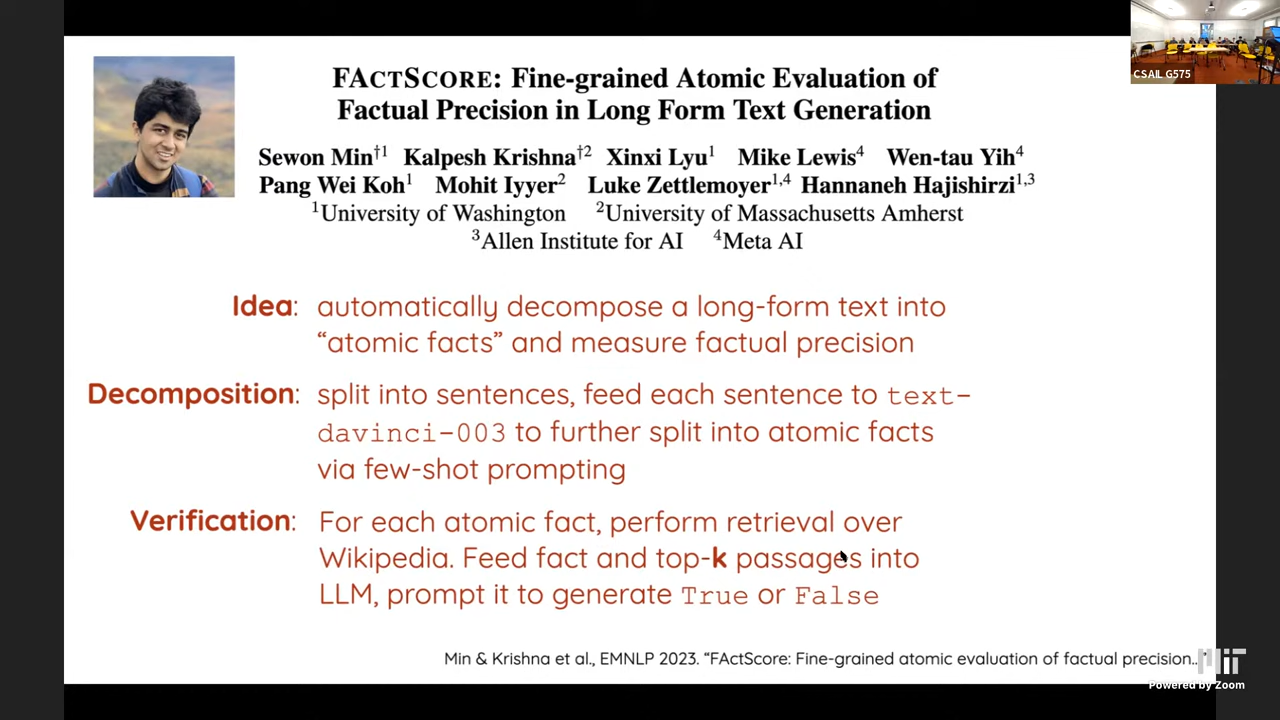 FACTSCORE: Fine-grained Atomic Evaluation of
Factual Precision in Long Form Text Generation
Sewon Min†1 Kalpesh Krishna†2 Xinxi Lyu1 Mike Lewis4 Wen-tau Yih4
Pang Wei Koh1 Mohit Iyyer2 Luke Zettlemoyer1,4 Hannaneh Hajishirzi1,3
1University of Washington 2University of Massachusetts Amherst
3Allen Institute for AI 4Meta AI
Idea: automatically decompose a long-form text into
“atomic facts” and measure factual precision
Decomposition: split into sentences, feed each sentence to text-
davinci-003 to further split into atomic facts
via few-shot prompting
Verification: For each atomic fact, perform retrieval over
Wikipedia. Feed fact and top-k passages into
LLM, prompt it to generate True or False
Min & Krishna et al., EMNLP 2023. “FActScore: Fine-grained atomic evaluation of factual precision..”
CSAIL G575
MIT
Powered by Zoom